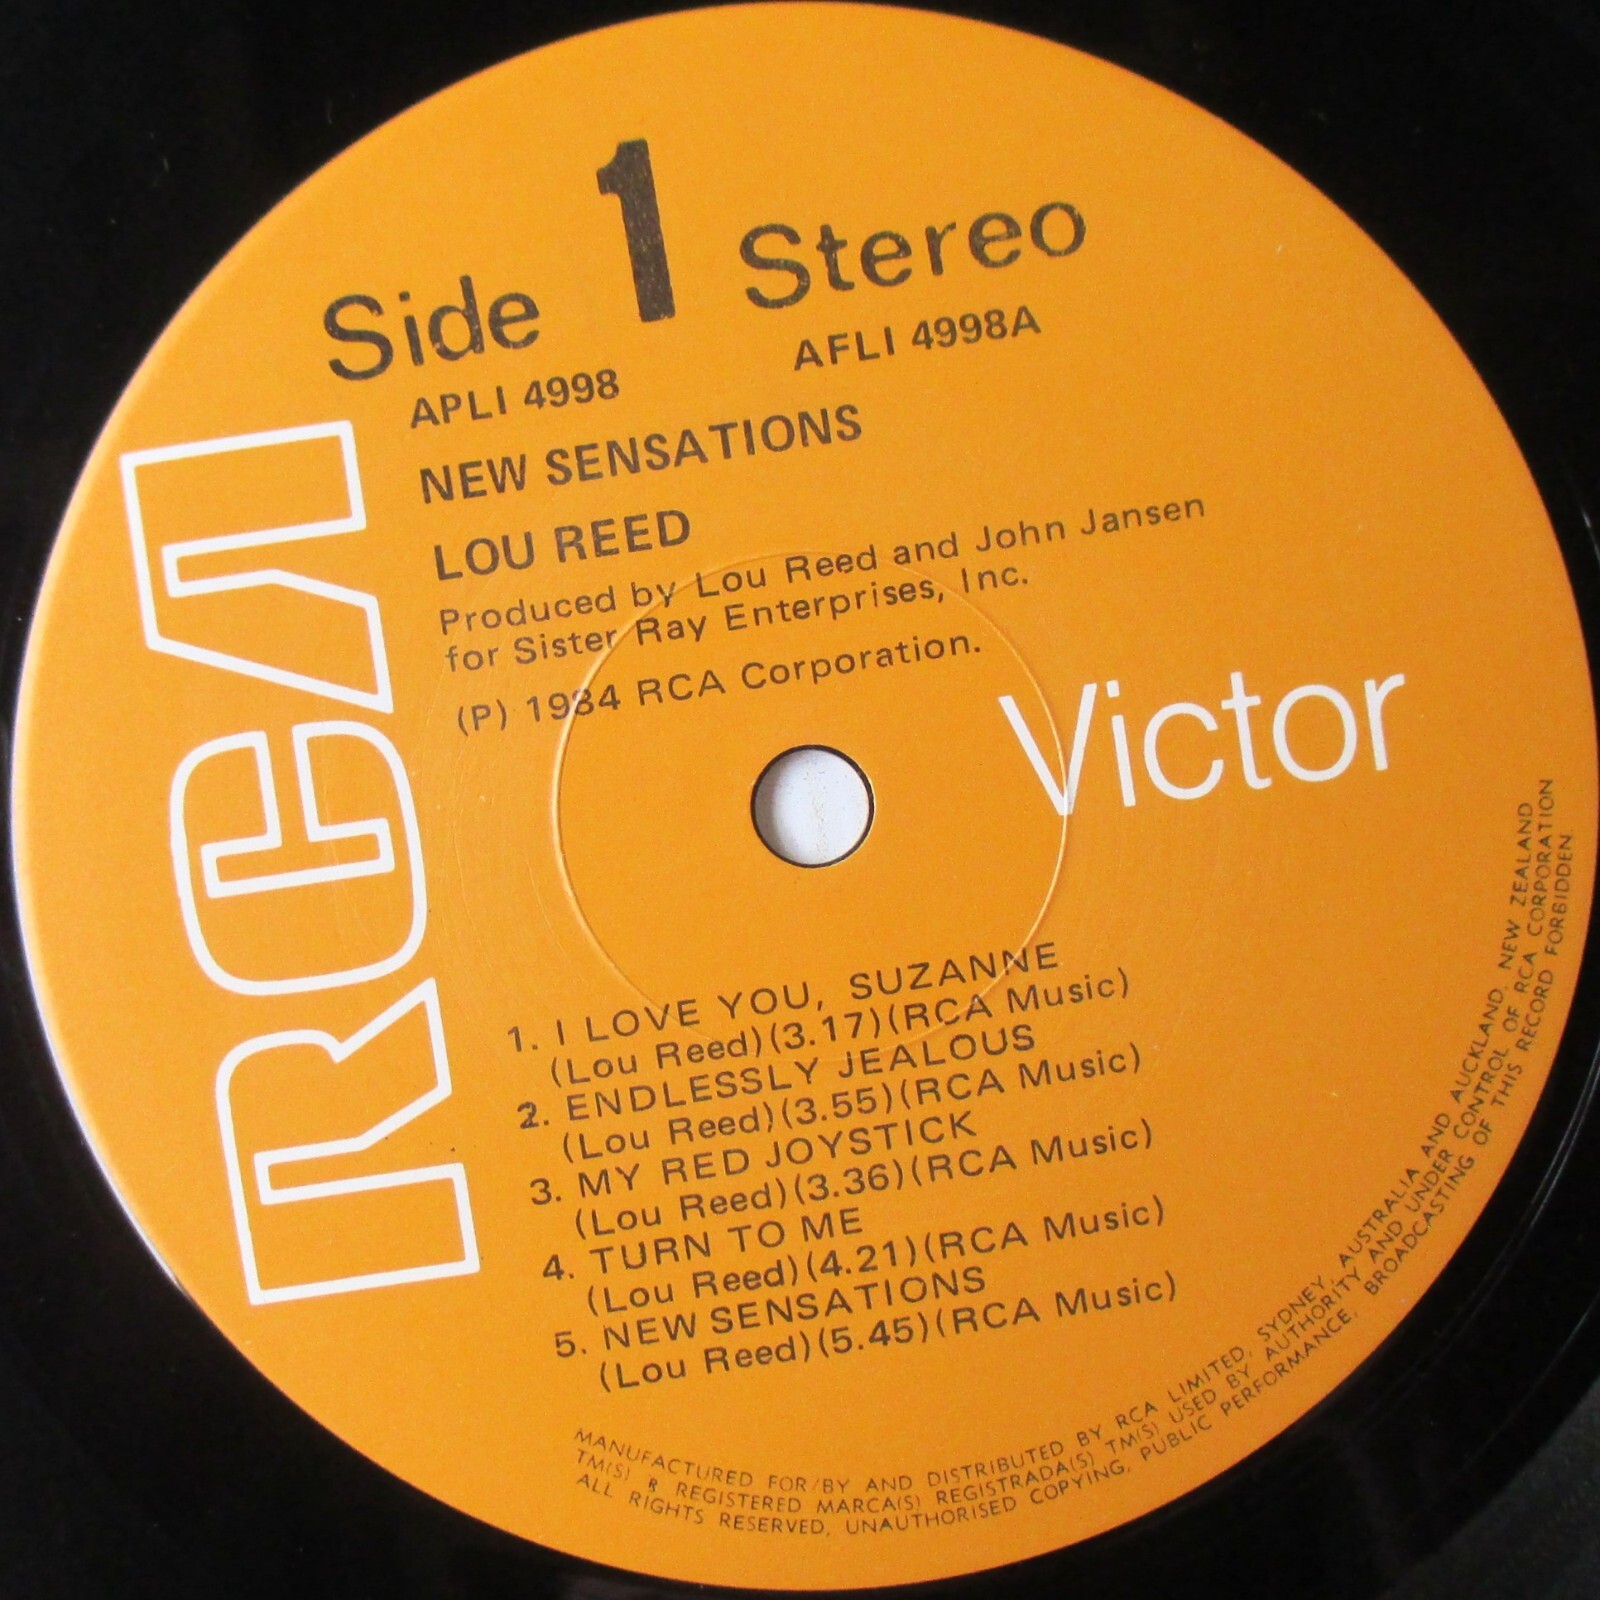 Side 1 Stereo
APLI 4998 AFLI 4998A
NEW SENSATIONS
LOU REED
Produced by Lou Reed and John Jansen
for Sister Ray Enterprises, Inc.
(P) 1984 RCA Corporation.
RCA
Victor
1. I LOVE YOU, SUZANNE
(Lou Reed)(3.17)(RCA Music)
2. ENDLESSLY JEALOUS
(Lou Reed)(3.55)(RCA Music)
3. MY RED JOYSTICK
(Lou Reed)(3.36)(RCA Music)
4. TURN TO ME
(Lou Reed)(4.21)(RCA Music)
5. NEW SENSATIONS
(Lou Reed)(5.45)(RCA Music)
MANUFACTURED FOR/BY AND DISTRIBUTED BY RCA LIMITED, SYDNEY, AUSTRALIA AND AUCKLAND, NEW ZEALAND
TM(S) ® REGISTERED MARCA(S) REGISTRADA(S) TM(S) USED BY AUTHORITY AND UNDER CONTROL OF RCA CORPORATION
ALL RIGHTS RESERVED, UNAUTHORISED COPYING, PUBLIC PERFORMANCE, BROADCASTING OF THIS RECORD FORBIDDEN